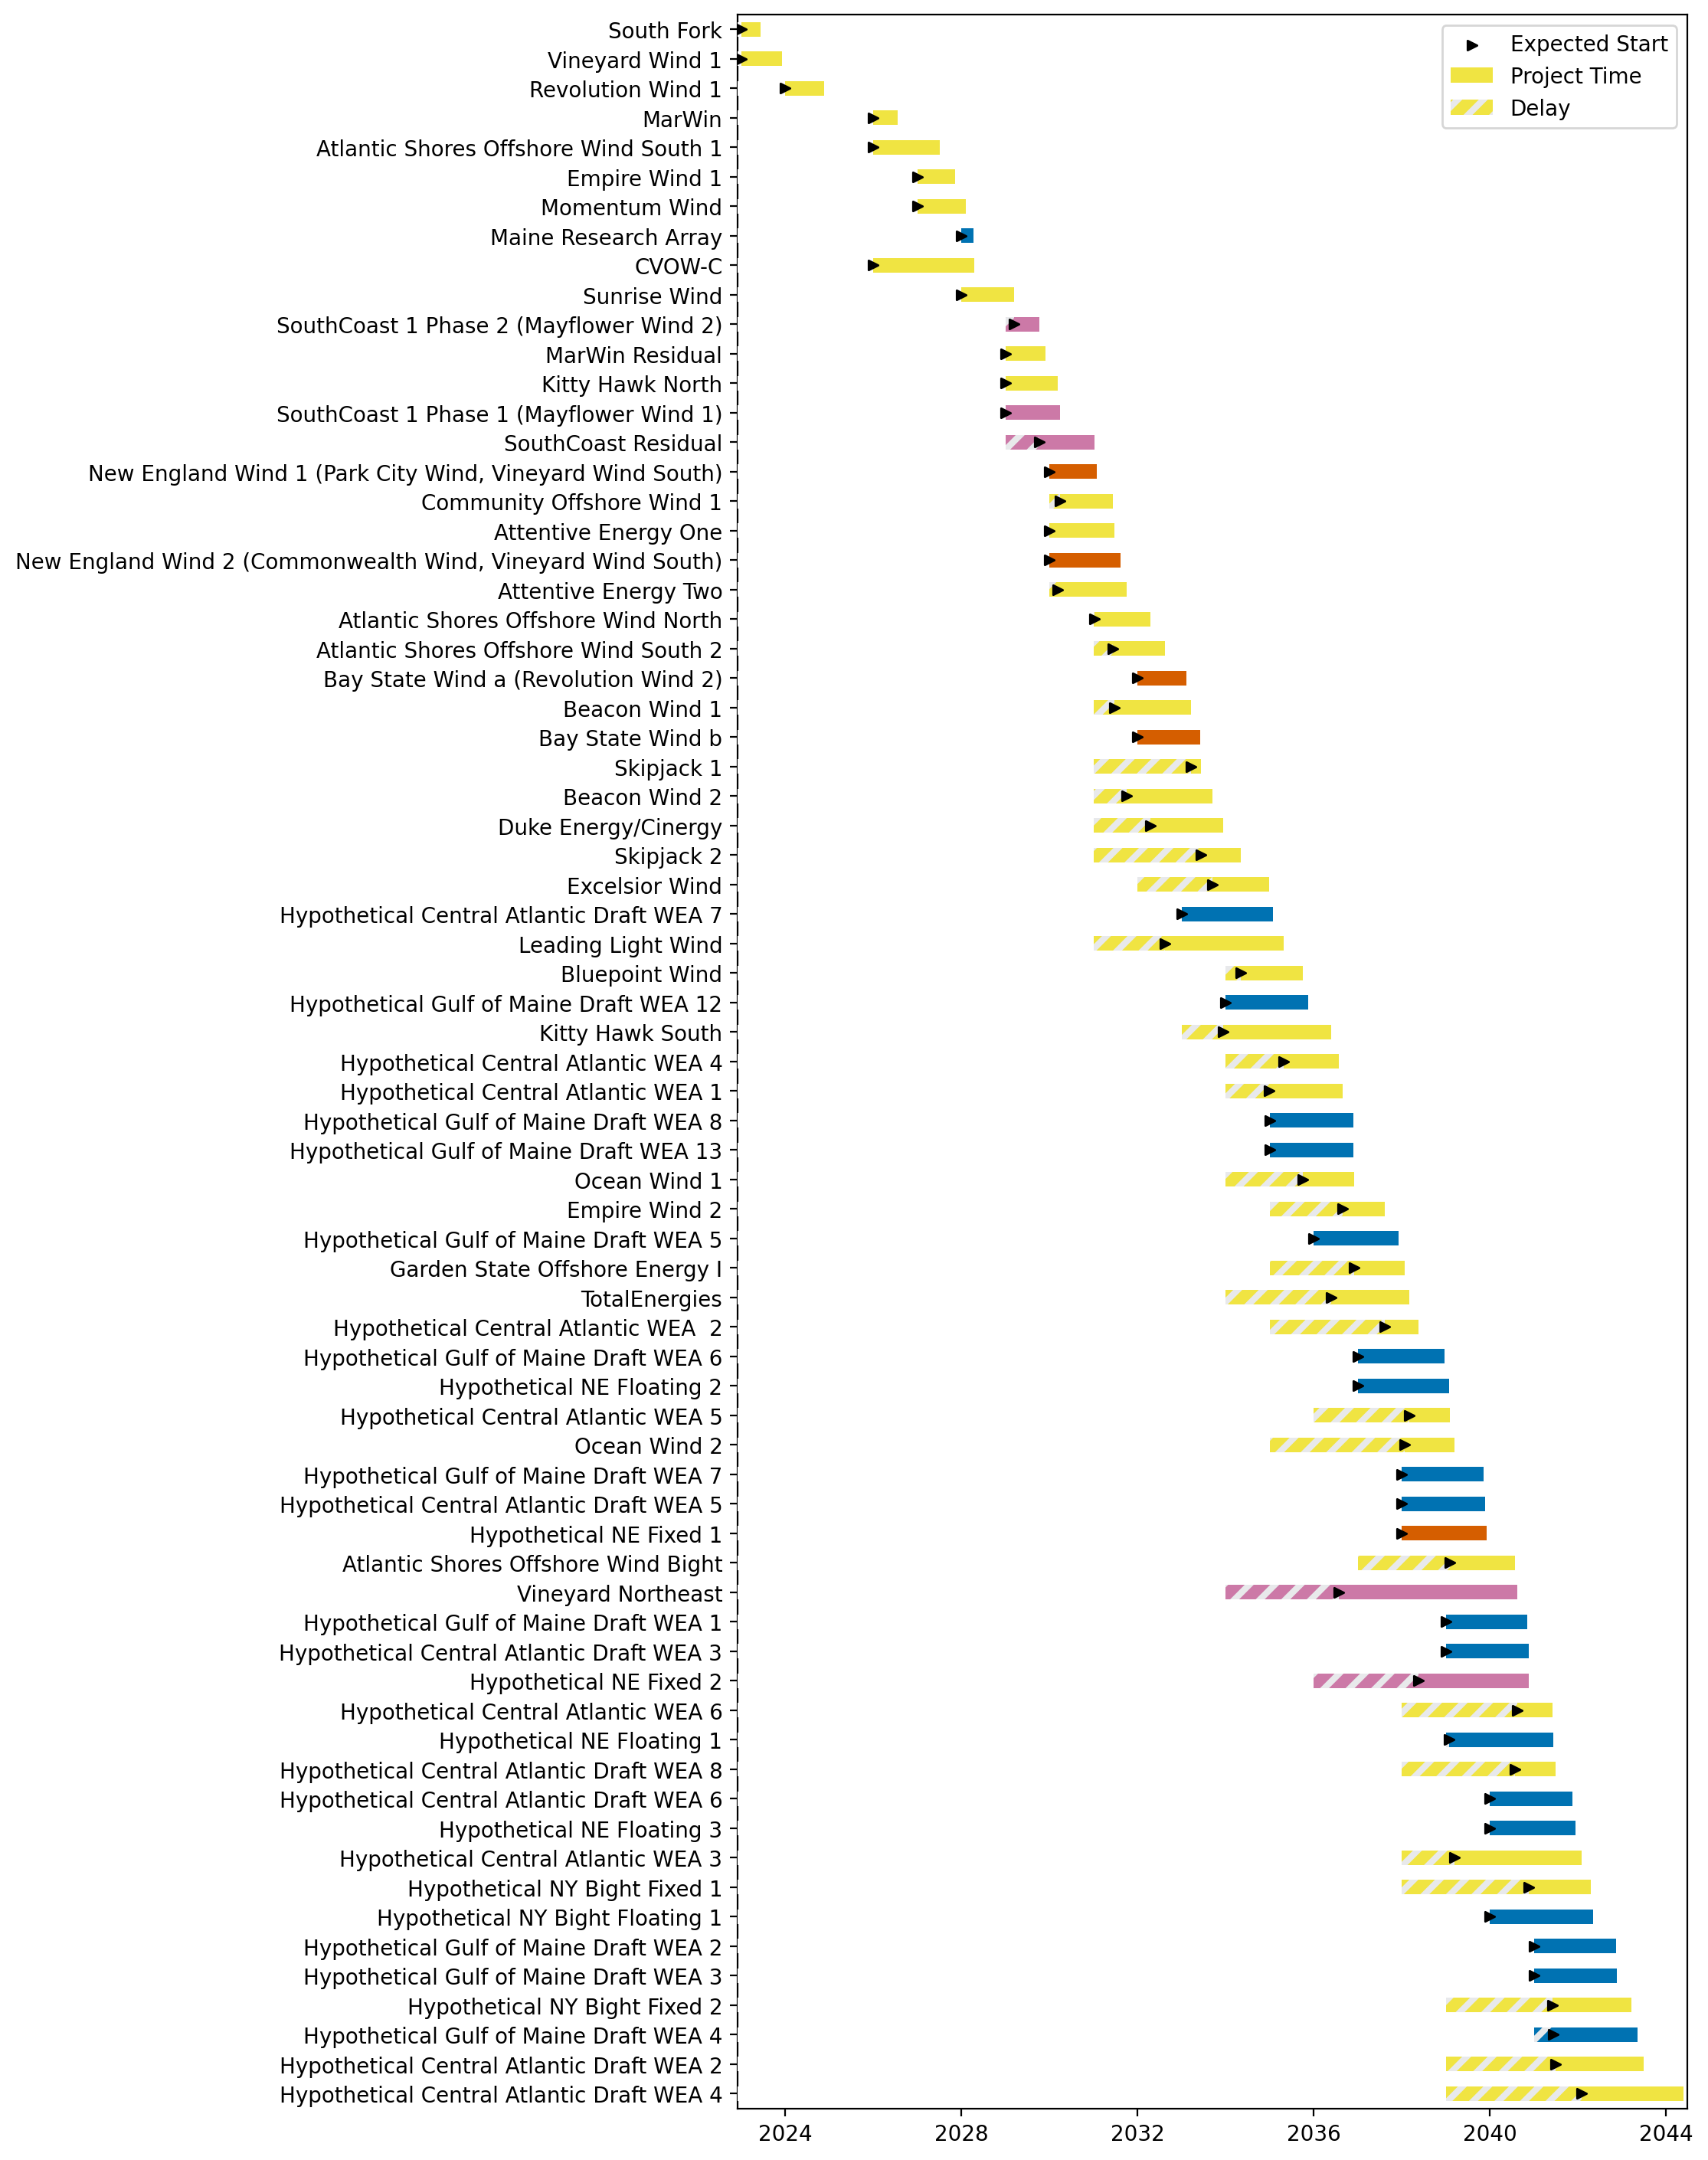 South Fork
Vineyard Wind 1
Revolution Wind 1
MarWin
Atlantic Shores Offshore Wind South 1
Empire Wind 1
Momentum Wind
Maine Research Array
CVOW-C
Sunrise Wind
SouthCoast 1 Phase 2 (Mayflower Wind 2)
MarWin Residual
Kitty Hawk North
SouthCoast 1 Phase 1 (Mayflower Wind 1)
SouthCoast Residual
New England Wind 1 (Park City Wind, Vineyard Wind South)
Community Offshore Wind 1
Attentive Energy One
New England Wind 2 (Commonwealth Wind, Vineyard Wind South)
Attentive Energy Two
Atlantic Shores Offshore Wind North
Atlantic Shores Offshore Wind South 2
Bay State Wind a (Revolution Wind 2)
Beacon Wind 1
Bay State Wind b
Skipjack 1
Beacon Wind 2
Duke Energy/Cinergy
Skipjack 2
Excelsior Wind
Hypothetical Central Atlantic Draft WEA 7
Leading Light Wind
Bluepoint Wind
Hypothetical Gulf of Maine Draft WEA 12
Kitty Hawk South
Hypothetical Central Atlantic WEA 4
Hypothetical Central Atlantic WEA 1
Hypothetical Gulf of Maine Draft WEA 8
Hypothetical Gulf of Maine Draft WEA 13
Ocean Wind 1
Empire Wind 2
Hypothetical Gulf of Maine Draft WEA 5
Garden State Offshore Energy I
TotalEnergies
Hypothetical Central Atlantic WEA  2
Hypothetical Gulf of Maine Draft WEA 6
Hypothetical NE Floating 2
Hypothetical Central Atlantic WEA 5
Ocean Wind 2
Hypothetical Gulf of Maine Draft WEA 7
Hypothetical Central Atlantic Draft WEA 5
Hypothetical NE Fixed 1
Atlantic Shores Offshore Wind Bight
Vineyard Northeast
Hypothetical Gulf of Maine Draft WEA 1
Hypothetical Central Atlantic Draft WEA 3
Hypothetical NE Fixed 2
Hypothetical Central Atlantic WEA 6
Hypothetical NE Floating 1
Hypothetical Central Atlantic Draft WEA 8
Hypothetical Central Atlantic Draft WEA 6
Hypothetical NE Floating 3
Hypothetical Central Atlantic WEA 3
Hypothetical NY Bight Fixed 1
Hypothetical NY Bight Floating 1
Hypothetical Gulf of Maine Draft WEA 2
Hypothetical Gulf of Maine Draft WEA 3
Hypothetical NY Bight Fixed 2
Hypothetical Gulf of Maine Draft WEA 4
Hypothetical Central Atlantic Draft WEA 2
Hypothetical Central Atlantic Draft WEA 4
Expected Start
Project Time
Delay
2024 2028 2032 2036 2040 2044